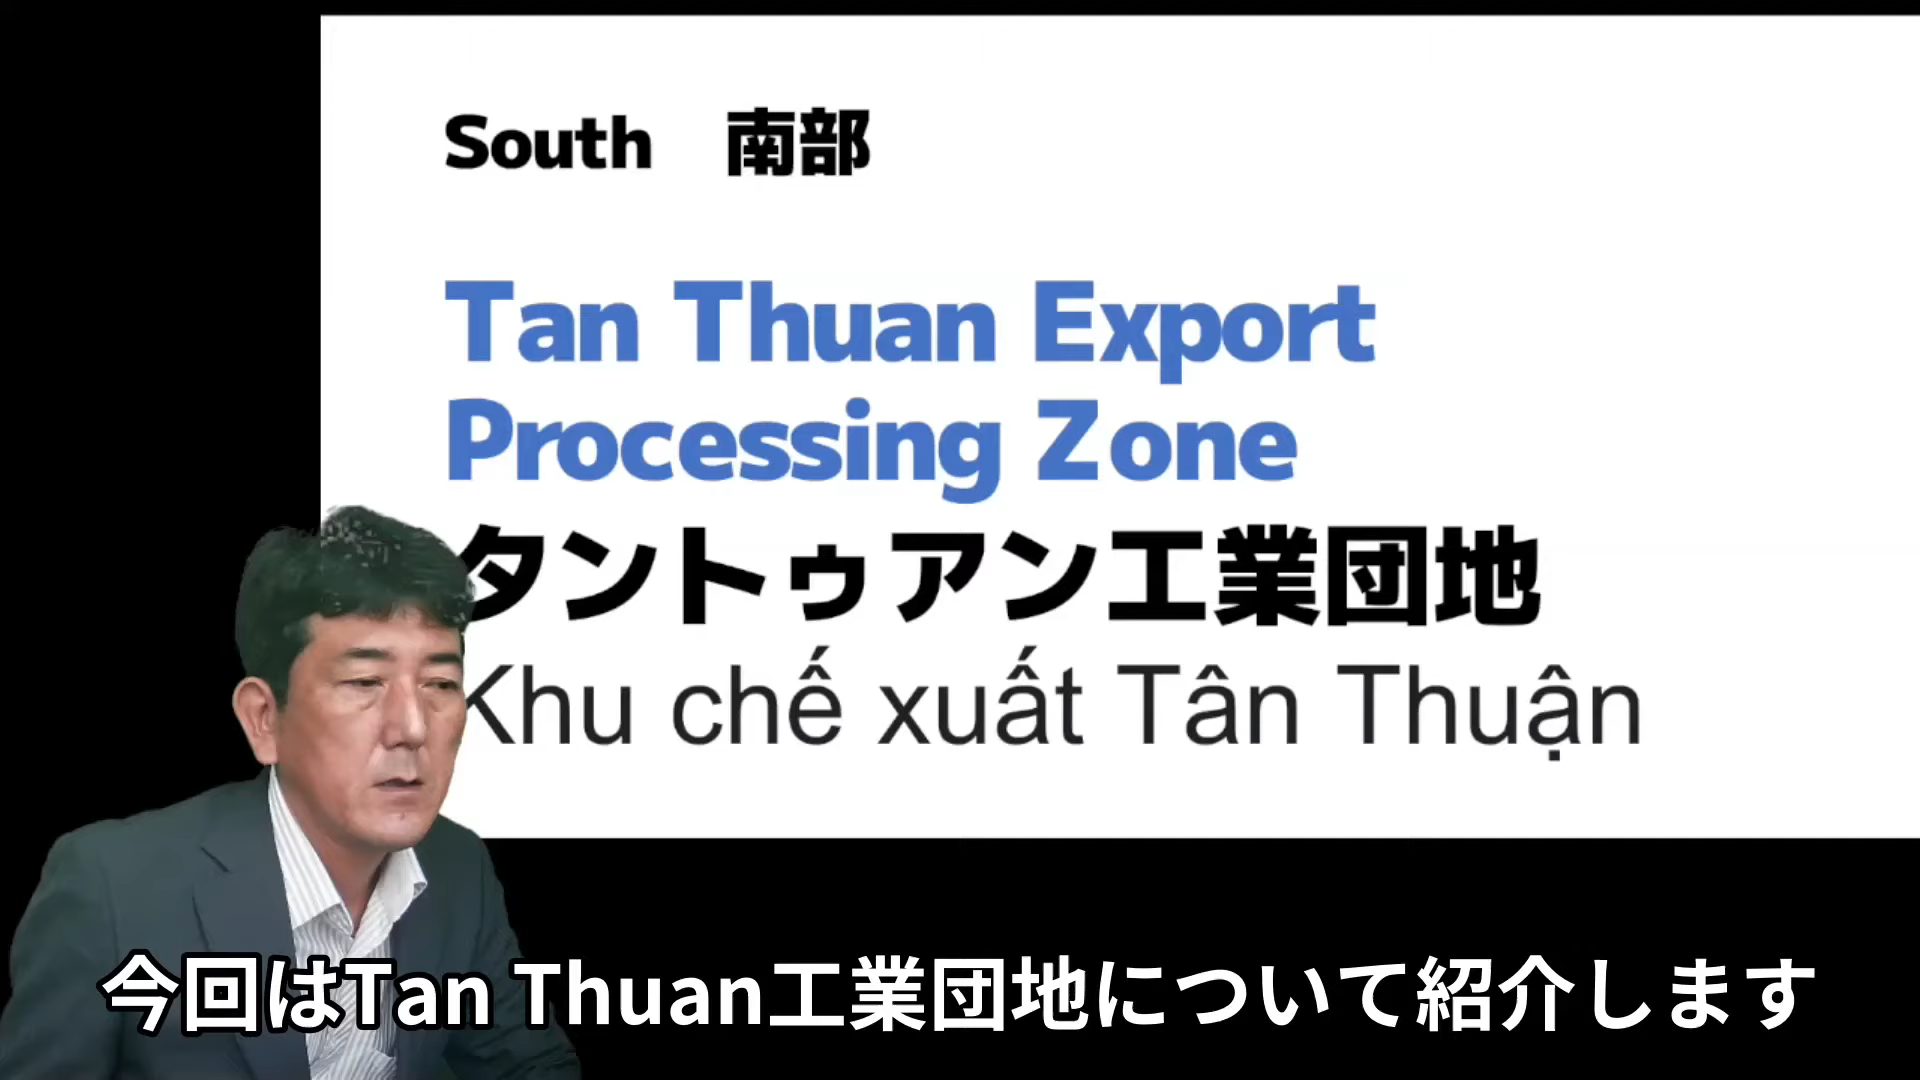 South 南部
Tan Thuan Export
Processing Zone
タントゥアン工業団地
Khu chế xuất Tân Thuận
今回はTan Thuan工業団地について紹介します